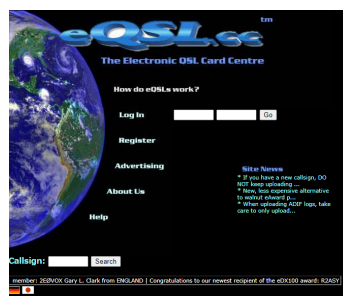 eQSL.cc tm
The Electronic QSL Card Centre
How do eQSLs work?
Log In Go
Register
Advertising
About Us
Help
Site News
* If you have a new callsign, DO
NOT keep uploading ...
* New, less expensive alternative
to walnut eAward p...
* When uploading ADIF logs, take
care to only upload...
Callsign: Search
member: 2EØVOX Gary L. Clark from ENGLAND | Congratulations to our newest recipient of the eDX100 award: R2ASY